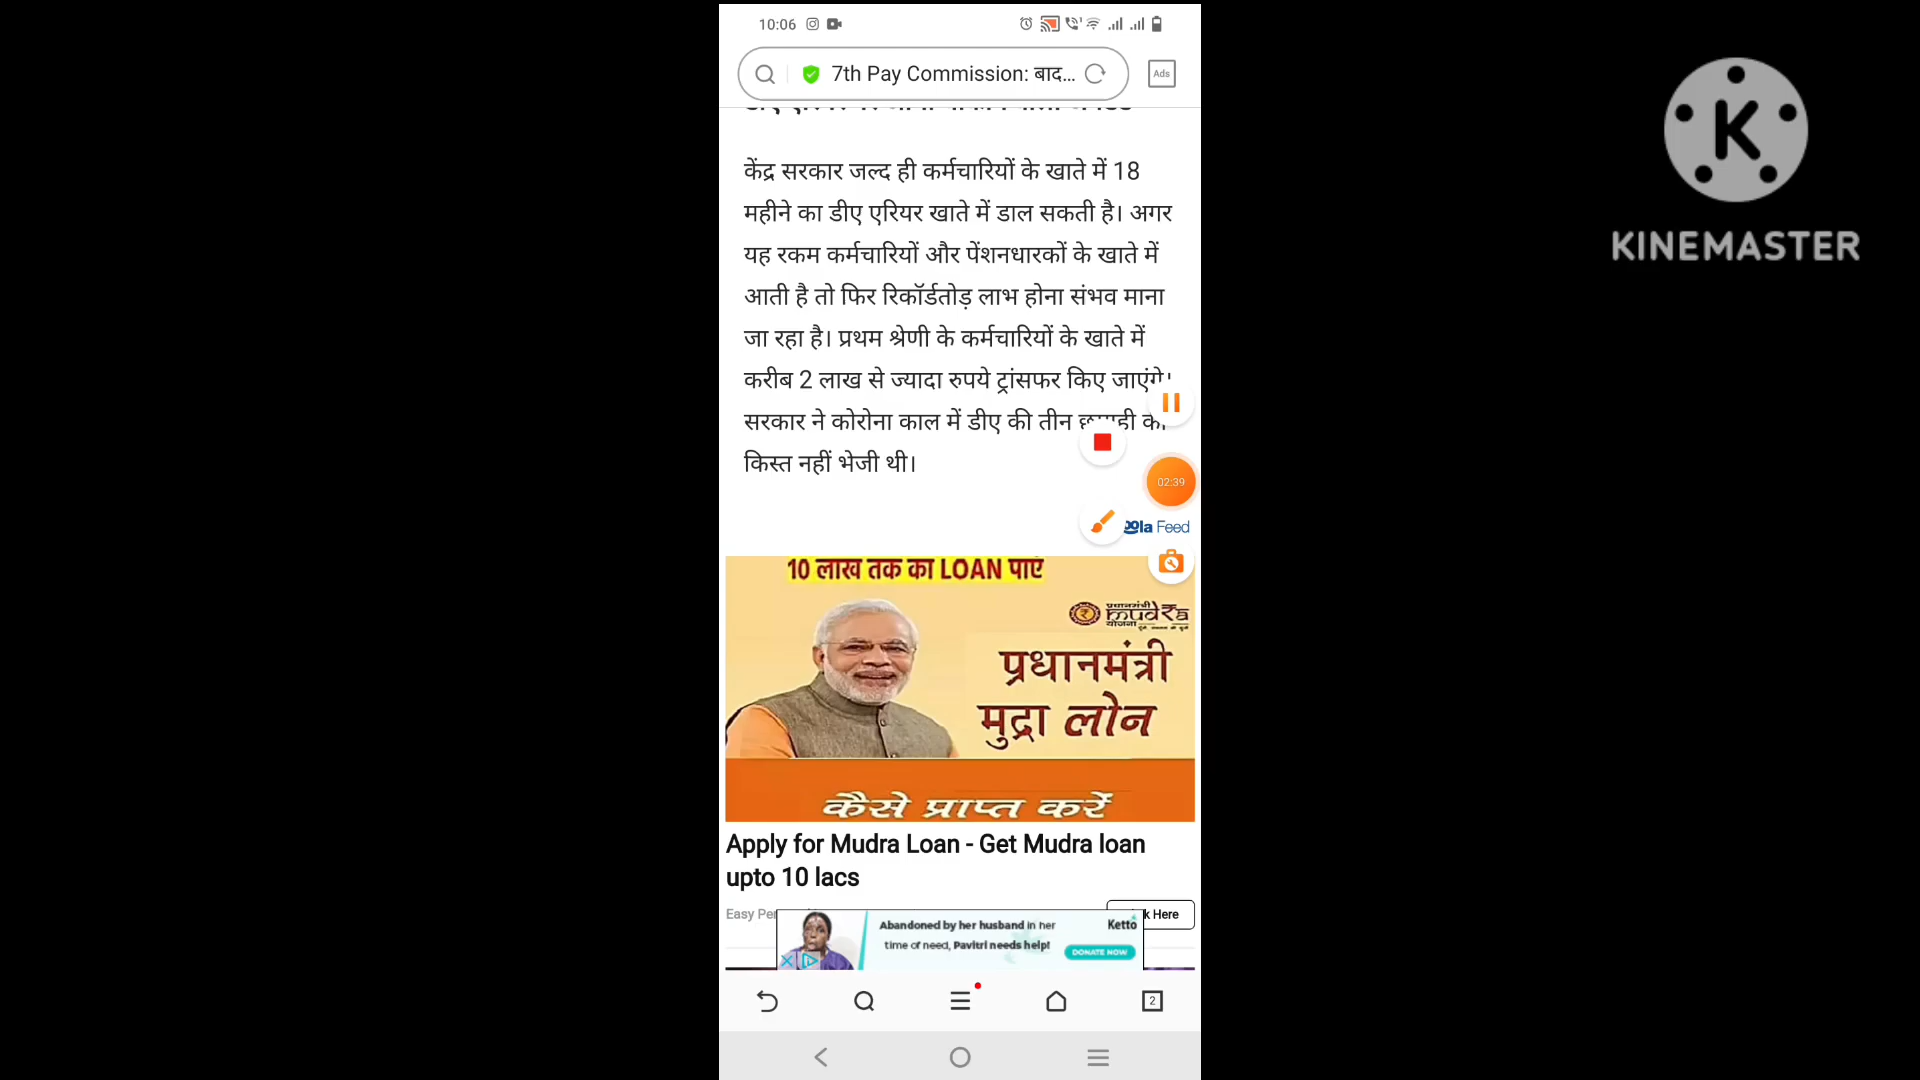 10:06
7th Pay Commission: बाद...
Ads
KINEMASTER
केंद्र सरकार जल्द ही कर्मचारियों के खाते में 18
महीने का डीए एरियर खाते में डाल सकती है। अगर
यह रकम कर्मचारियों और पेंशनधारकों के खाते में
आती है तो फिर रिकॉर्डतोड़ लाभ होना संभव माना
जा रहा है। प्रथम श्रेणी के कर्मचारियों के खाते में
करीब 2 लाख से ज्यादा रुपये ट्रांसफर किए जाएंगे।
सरकार ने कोरोना काल में डीए की तीन
किस्त नहीं भेजी थी।
02:39
Feed
10 लाख तक का LOAN पाएं
प्रधानमंत्री
mudra
योजना
प्रधानमंत्री
मुद्रा लोन
कैसे प्राप्त करें
Apply for Mudra Loan - Get Mudra loan
upto 10 lacs
Easy
Here
Abandoned by her husband in her
time of need, Pavitri needs help!
Ketto
DONATE NOW
2